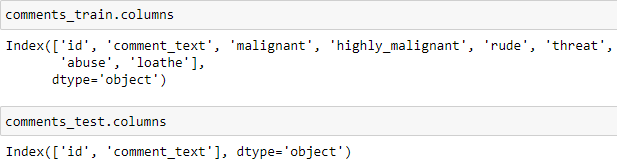 comments_train.columns
Index(['id', 'comment_text', 'malignant', 'highly_malignant', 'rude', 'threat',
'abuse', 'loathe'],
dtype='object')
comments_test.columns
Index(['id', 'comment_text'], dtype='object')